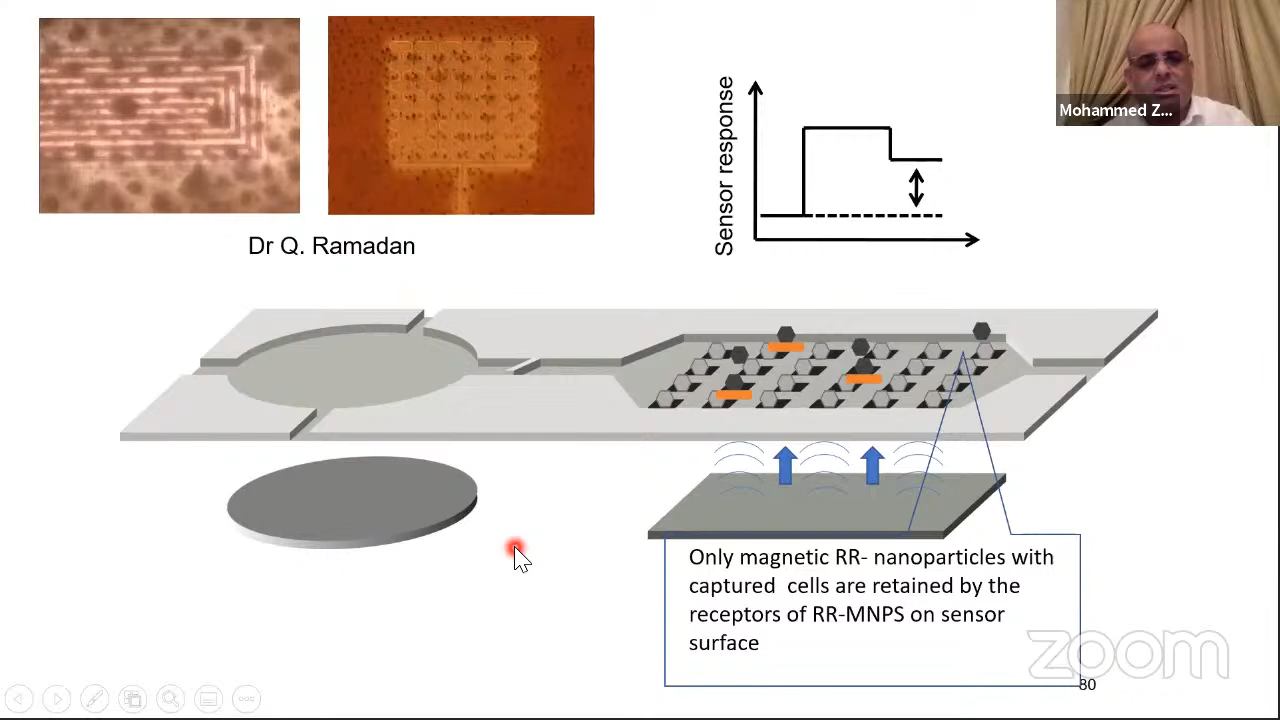 Mohammed Z...
Sensor response
Dr Q. Ramadan
Only magnetic RR- nanoparticles with
captured cells are retained by the
receptors of RR-MNPS on sensor
surface
zoom
80